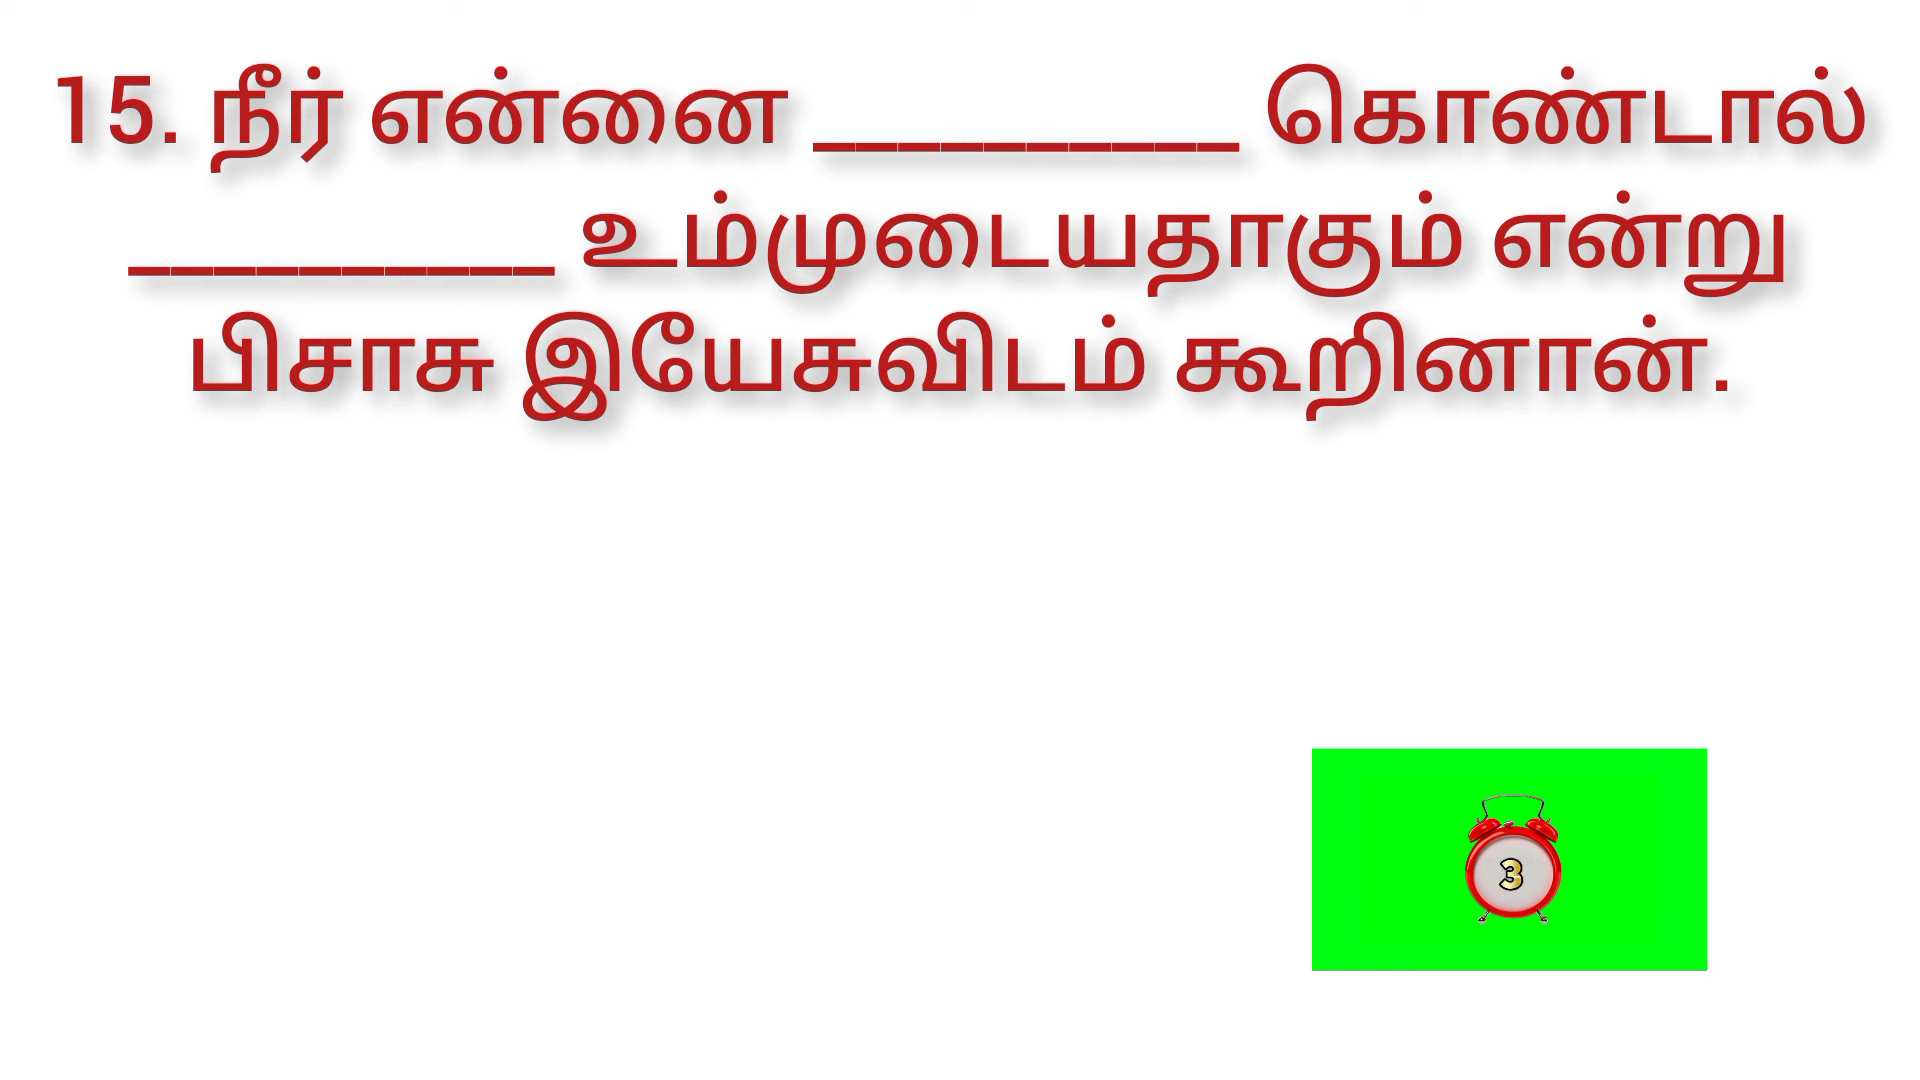 15. நீர் என்னை __________ கொண்டால்
__________ உம்முடையதாகும் என்று
பிசாசு இயேசுவிடம் கூறினான்.
3